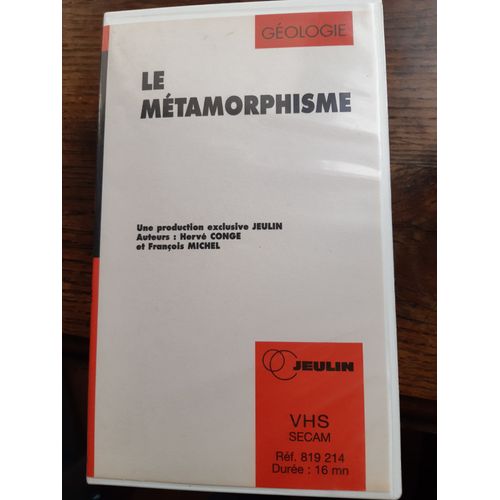 GÉOLOGIE
LE
MÉTAMORPHISME
Une production exclusive JEULIN
Auteurs : Hervé CONGE
et François MICHEL
JEULIN
VHS
SECAM
Réf. 819 214
Durée : 16 mn